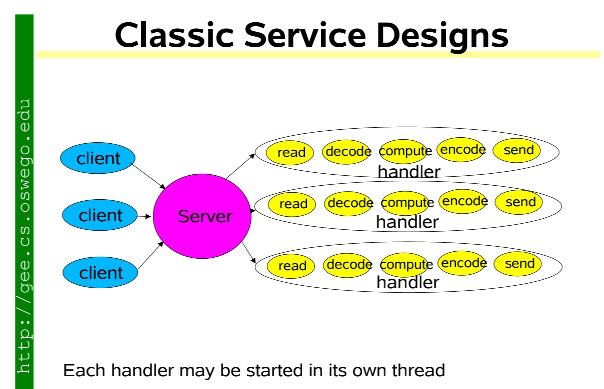 Classic Service Designs
http://gee.cs.oswego.edu
client
client
client
Server
read decode compute encode send
handler
read decode compute encode send
handler
read decode compute encode send
handler
Each handler may be started in its own thread